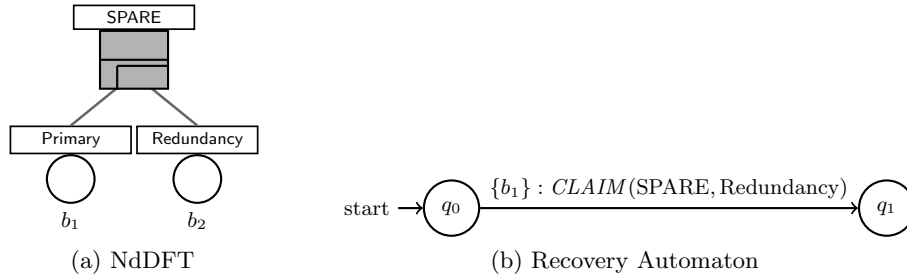 SPARE
Primary
Redundancy
b₁
b₂
(a) NdDFT
start
q₀
{b₁} : CLAIM(SPARE, Redundancy)
q₁
(b) Recovery Automaton